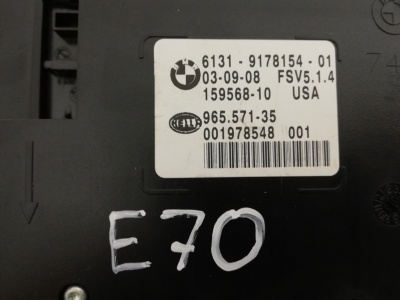 6131 - 9178154 - 01
03-09-08 FSV5.1.4
159568-10 USA
HELLA
965.571-35
001978548 001
E70